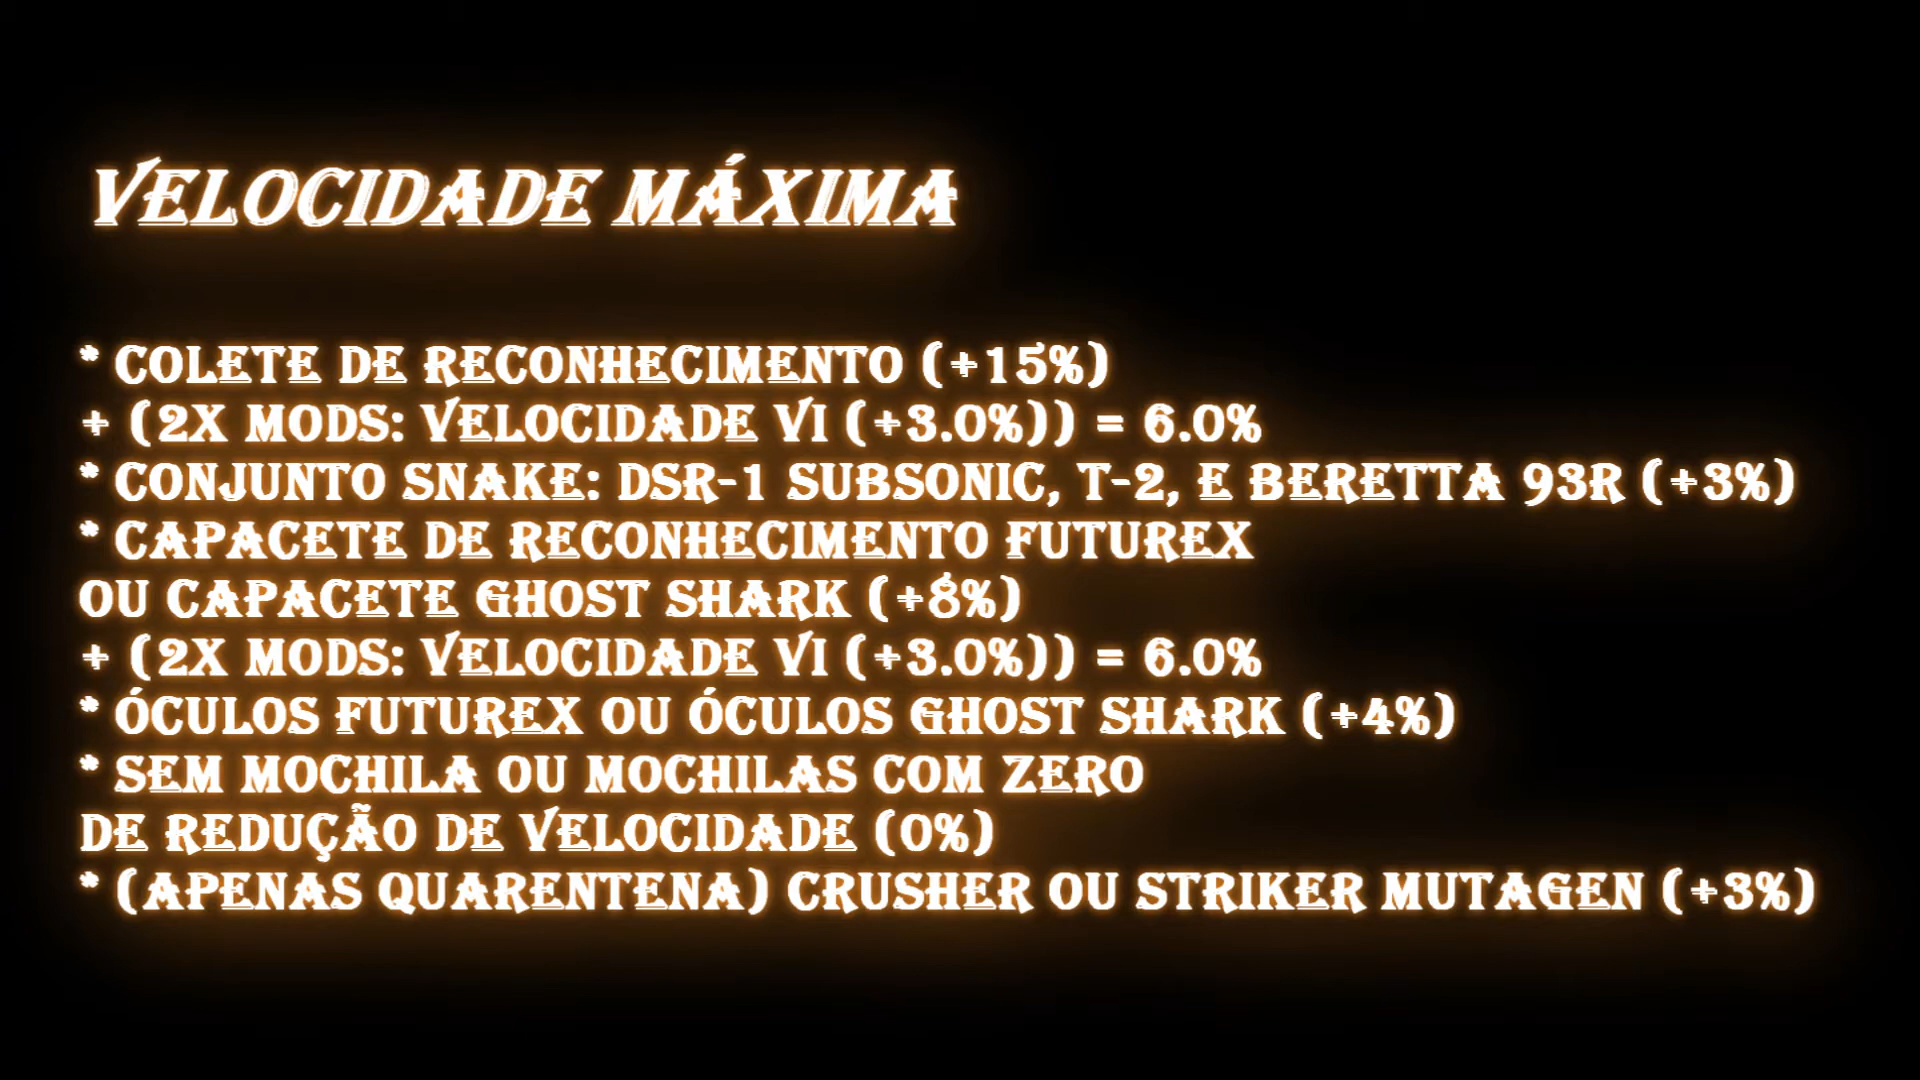 VELOCIDADE MÁXIMA
* COLETE DE RECONHECIMENTO (+15%)
+ (2X MODS: VELOCIDADE VI (+3.0%)) = 6.0%
* CONJUNTO SNAKE: DSR-1 SUBSONIC, T-2, E BERETTA 93R (+3%)
* CAPACETE DE RECONHECIMENTO FUTUREX
OU CAPACETE GHOST SHARK (+8%)
+ (2X MODS: VELOCIDADE VI (+3.0%)) = 6.0%
* ÓCULOS FUTUREX OU ÓCULOS GHOST SHARK (+4%)
* SEM MOCHILA OU MOCHILAS COM ZERO
DE REDUÇÃO DE VELOCIDADE (0%)
* (APENAS QUARENTENA) CRUSHER OU STRIKER MUTAGEN (+3%)